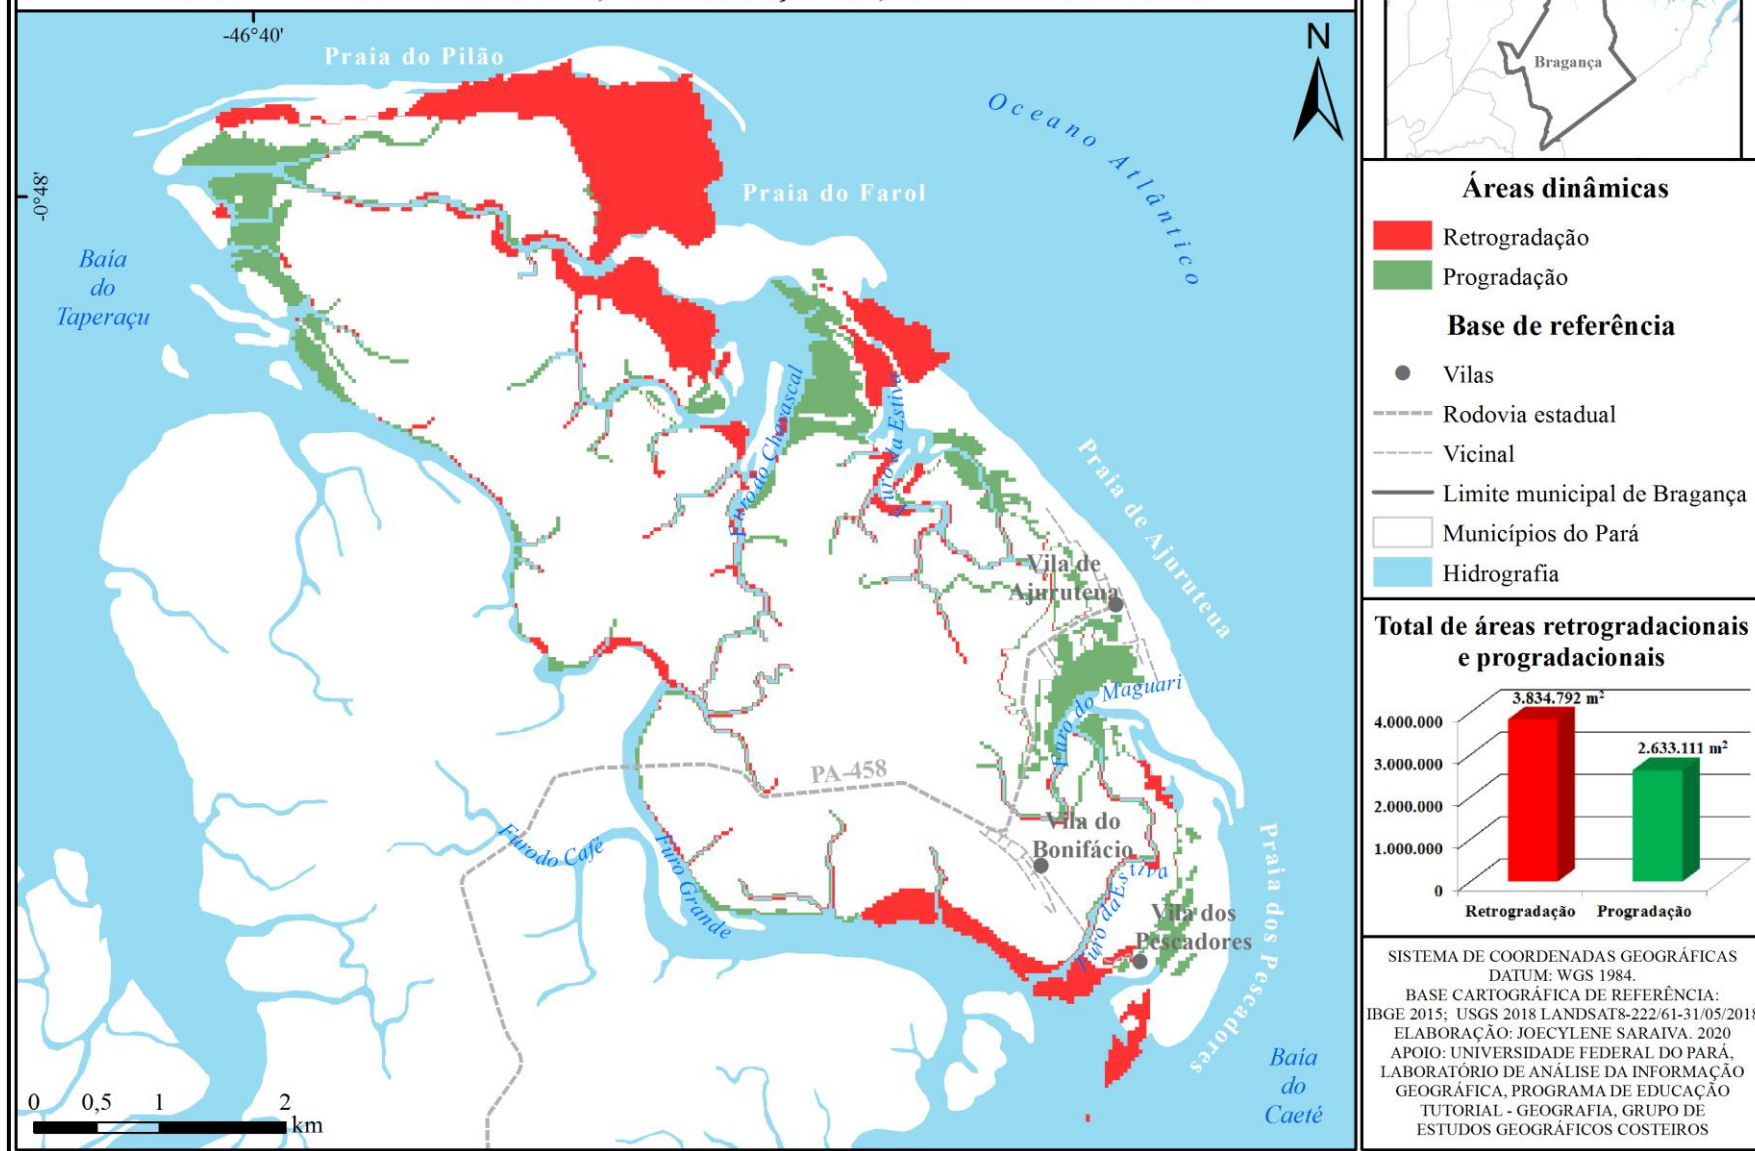 -46°40'
-0°48'
Praia do Pilão
N
Oceano Atlântico
Praia do Farol
Baía
do
Taperaçu
Furo do Chavascal
Furo da Estiva
Praia de Ajuruteua
Vila de
Ajuruteua
Furo do Maguari
PA-458
Vila do
Bonifácio
Furo do Café
Furo Grande
Furo da Estiva
Vila dos
Pescadores
Praia dos Pescadores
Baía
do
Caeté
0 0,5 1 2
km
Bragança
Áreas dinâmicas
Retrogradação
Progradação
Base de referência
Vilas
Rodovia estadual
Vicinal
Limite municipal de Bragança
Municípios do Pará
Hidrografia
Total de áreas retrogradacionais
e progradacionais
3.834.792 m²
2.633.111 m²
4.000.000
3.000.000
2.000.000
1.000.000
0
Retrogradação Progradação
SISTEMA DE COORDENADAS GEOGRÁFICAS
DATUM: WGS 1984.
BASE CARTOGRÁFICA DE REFERÊNCIA:
IBGE 2015; USGS 2018 LANDSAT8-222/61-31/05/2018
ELABORAÇÃO: JOECYLENE SARAIVA. 2020
APOIO: UNIVERSIDADE FEDERAL DO PARÁ,
LABORATÓRIO DE ANÁLISE DA INFORMAÇÃO
GEOGRÁFICA, PROGRAMA DE EDUCAÇÃO
TUTORIAL - GEOGRAFIA, GRUPO DE
ESTUDOS GEOGRÁFICOS COSTEIROS